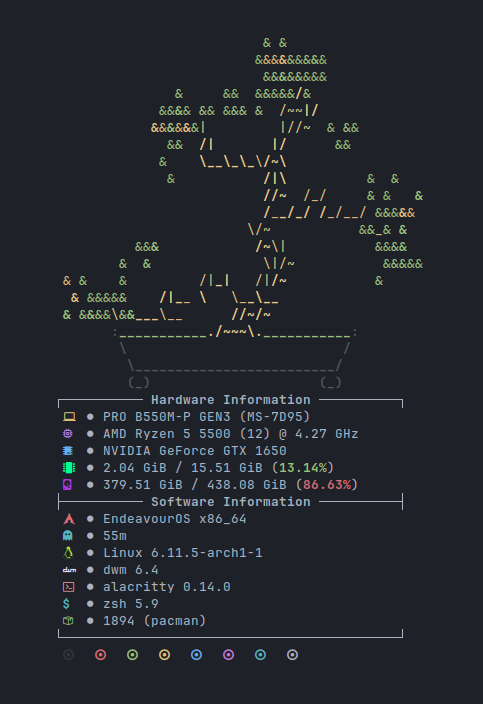 & &
&&&&&&&&&
&&&&&&&&
&     &&  &&&&&/&
&&&& && &&& &  /~~|/
&&&&&&|         |//~  & &&
&&  /|       |/      &&
&    \__\_\_\/~\
&           /|\          &  &
//~  /_/     & &   &
/__/_/ /_/__/ &&&&&
\/~           &&_& &
&&&            /~\|           &&&&
&  &              \|/~           &&&&&
& &    &         /|_|   /|/~           &
& &&&&&    /|__ \   \__\__
& &&&&\&&___\__      //~/~
:___________./~~~\.___________:
\                           /
\_________________________/
(_)                     (_)
Hardware Information
● PRO B550M-P GEN3 (MS-7D95)
● AMD Ryzen 5 5500 (12) @ 4.27 GHz
● NVIDIA GeForce GTX 1650
● 2.04 GiB / 15.51 GiB (13.14%)
● 379.51 GiB / 438.08 GiB (86.63%)
Software Information
● EndeavourOS x86_64
● 55m
● Linux 6.11.5-arch1-1
dwm ● dwm 6.4
● alacritty 0.14.0
$ ● zsh 5.9
● 1894 (pacman)